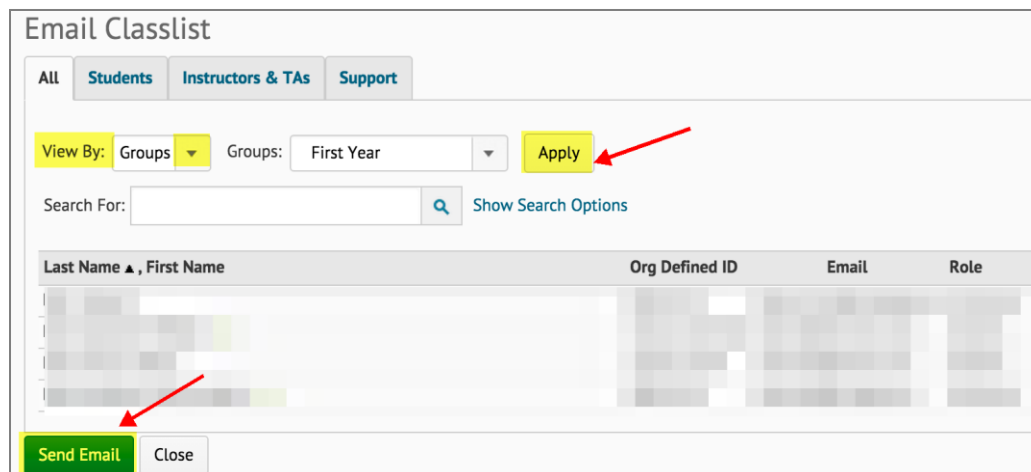 Email Classlist
All Students Instructors & TAs Support
View By: Groups Groups: First Year Apply
Search For: Show Search Options
Last Name ▲ , First Name Org Defined ID Email Role
Send Email Close